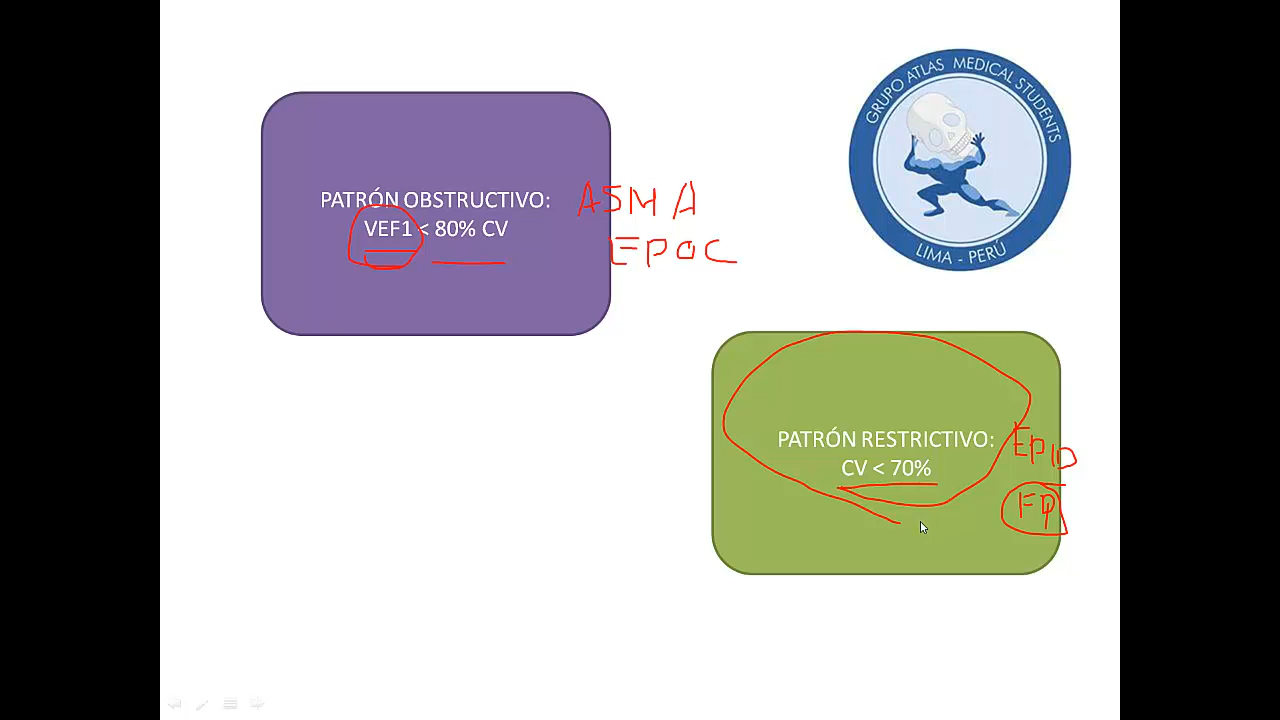 GRUPO ATLAS MEDICAL STUDENTS
LIMA - PERÚ
PATRÓN OBSTRUCTIVO:
VEF1 < 80% CV
ASMA
EPOC
PATRÓN RESTRICTIVO:
CV < 70%
EPID
FP